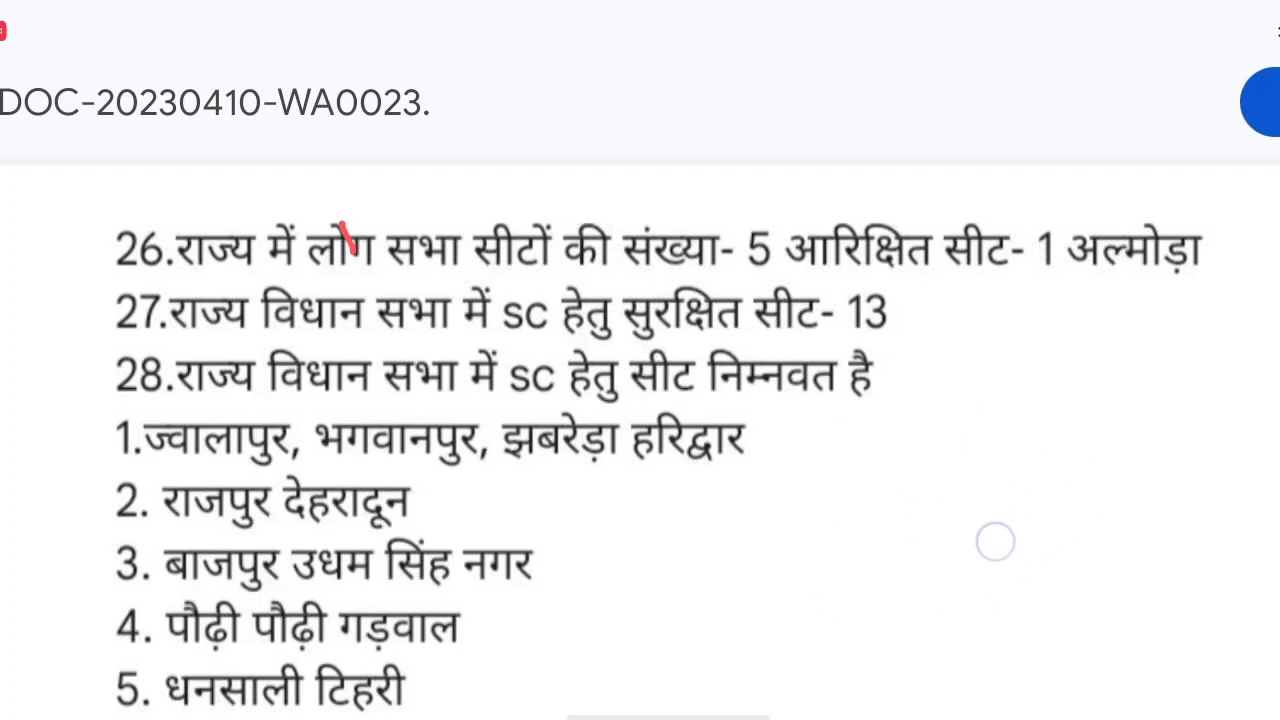 DOC-20230410-WA0023.
26.राज्य में लोग सभा सीटों की संख्या- 5 आरिक्षित सीट- 1 अल्मोड़ा
27.राज्य विधान सभा में sc हेतु सुरक्षित सीट- 13
28.राज्य विधान सभा में sc हेतु सीट निम्नवत है
1.ज्वालापुर, भगवानपुर, झबरेड़ा हरिद्वार
2. राजपुर देहरादून
3. बाजपुर उधम सिंह नगर
4. पौढ़ी पौढ़ी गड़वाल
5. धनसाली टिहरी